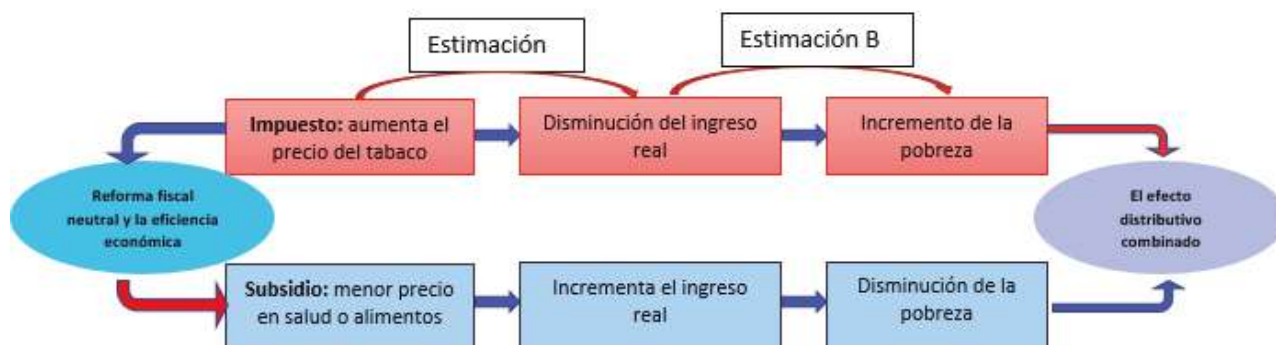 Estimación
Estimación B
Impuesto: aumenta el
precio del tabaco
Disminución del ingreso
real
Incremento de la
pobreza
Reforma fiscal
neutral y la eficiencia
económica
El efecto
distributivo
combinado
Subsidio: menor precio
en salud o alimentos
Incrementa el ingreso
real
Disminución de la
pobreza